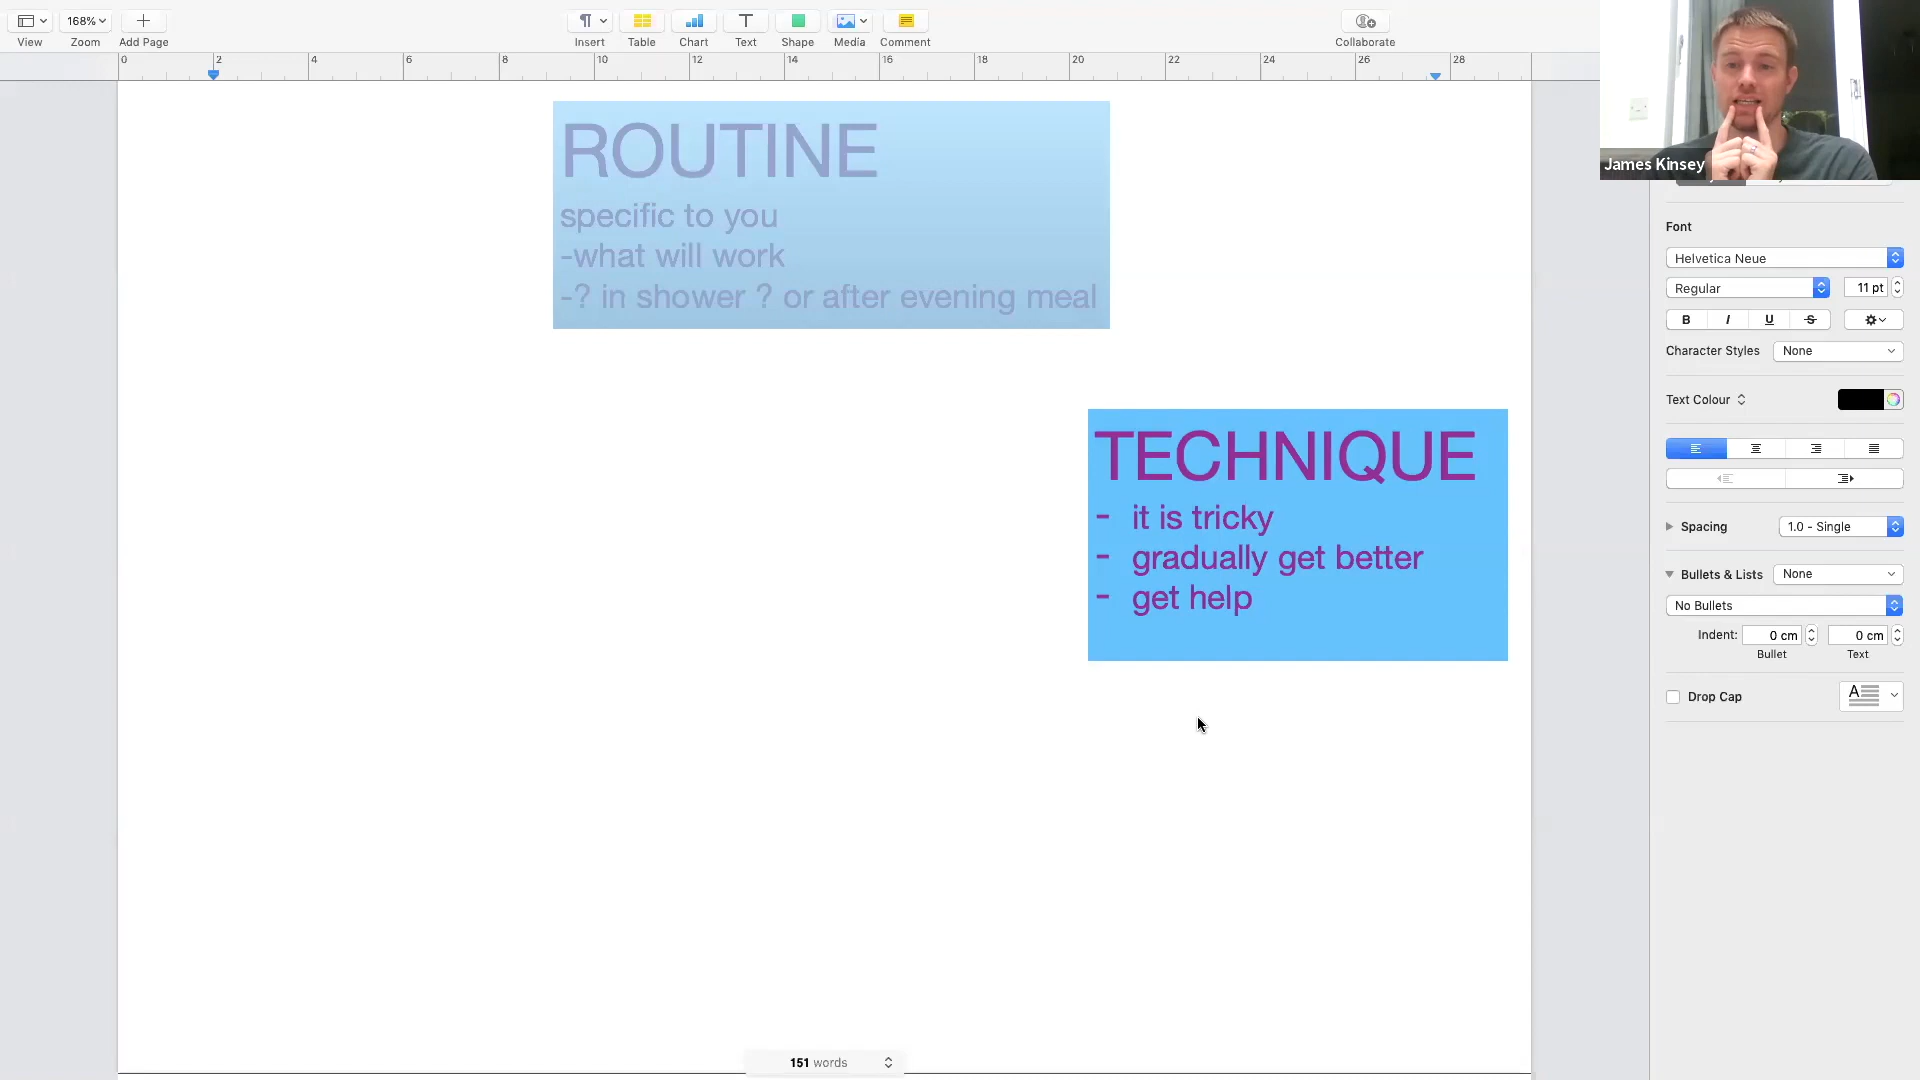 168%
View
Zoom
Add Page
Insert
Table
Chart
Text
Shape
Media
Comment
Collaborate
0 2 4 6 8 10 12 14 16 18 20 22 24 26 28
James Kinsey
ROUTINE
specific to you
-what will work
-? in shower ? or after evening meal
TECHNIQUE
- it is tricky
- gradually get better
- get help
Font
Helvetica Neue
Regular 11 pt
B I U S
Character Styles None
Text Colour
Spacing 1.0 - Single
Bullets & Lists None
No Bullets
Indent: 0 cm 0 cm
Bullet Text
Drop Cap A
151 words